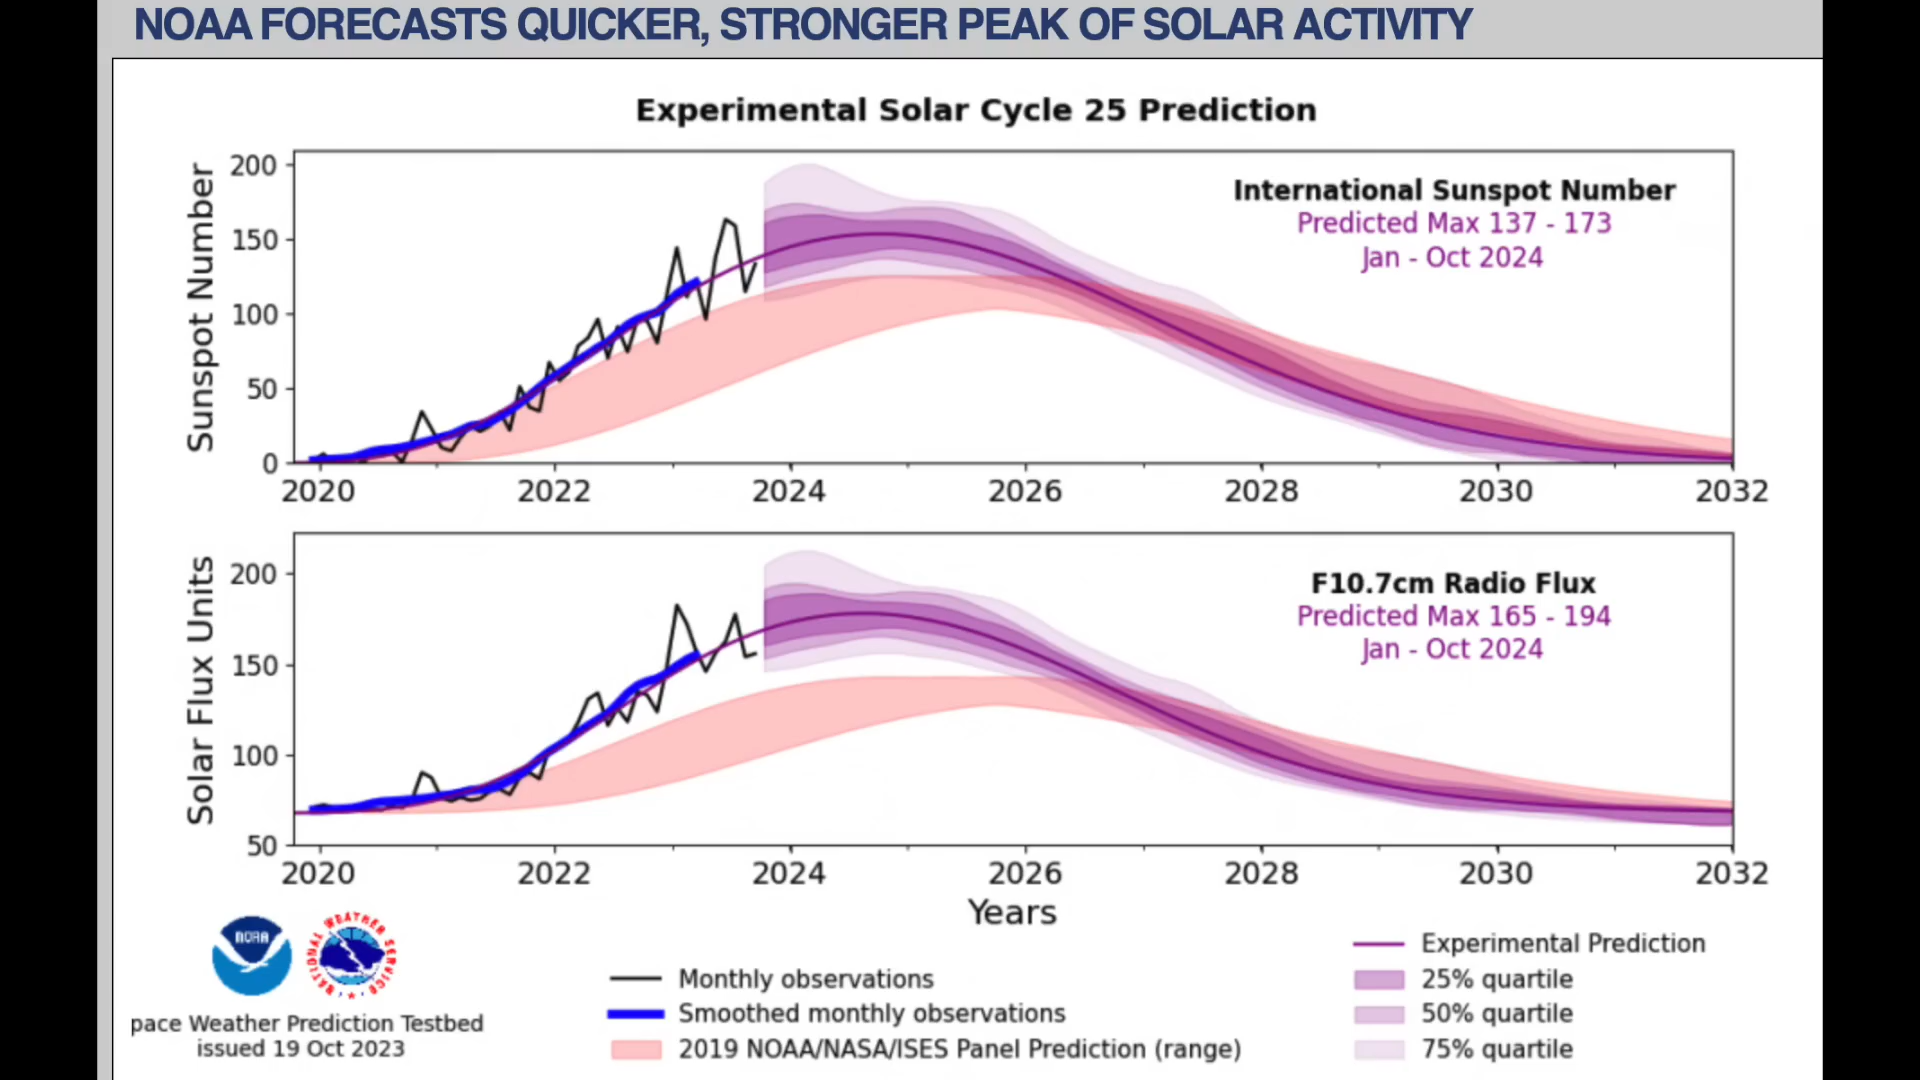 NOAA FORECASTS QUICKER, STRONGER PEAK OF SOLAR ACTIVITY
Experimental Solar Cycle 25 Prediction
Sunspot Number
200
150
100
50
0
International Sunspot Number
Predicted Max 137 - 173
Jan - Oct 2024
2020 2022 2024 2026 2028 2030 2032
Solar Flux Units
200
150
100
50
F10.7cm Radio Flux
Predicted Max 165 - 194
Jan - Oct 2024
2020 2022 2024 2026 2028 2030 2032
Years
NOAA
NATIONAL WEATHER SERVICE
pace Weather Prediction Testbed
issued 19 Oct 2023
Monthly observations
Smoothed monthly observations
2019 NOAA/NASA/ISES Panel Prediction (range)
Experimental Prediction
25% quartile
50% quartile
75% quartile